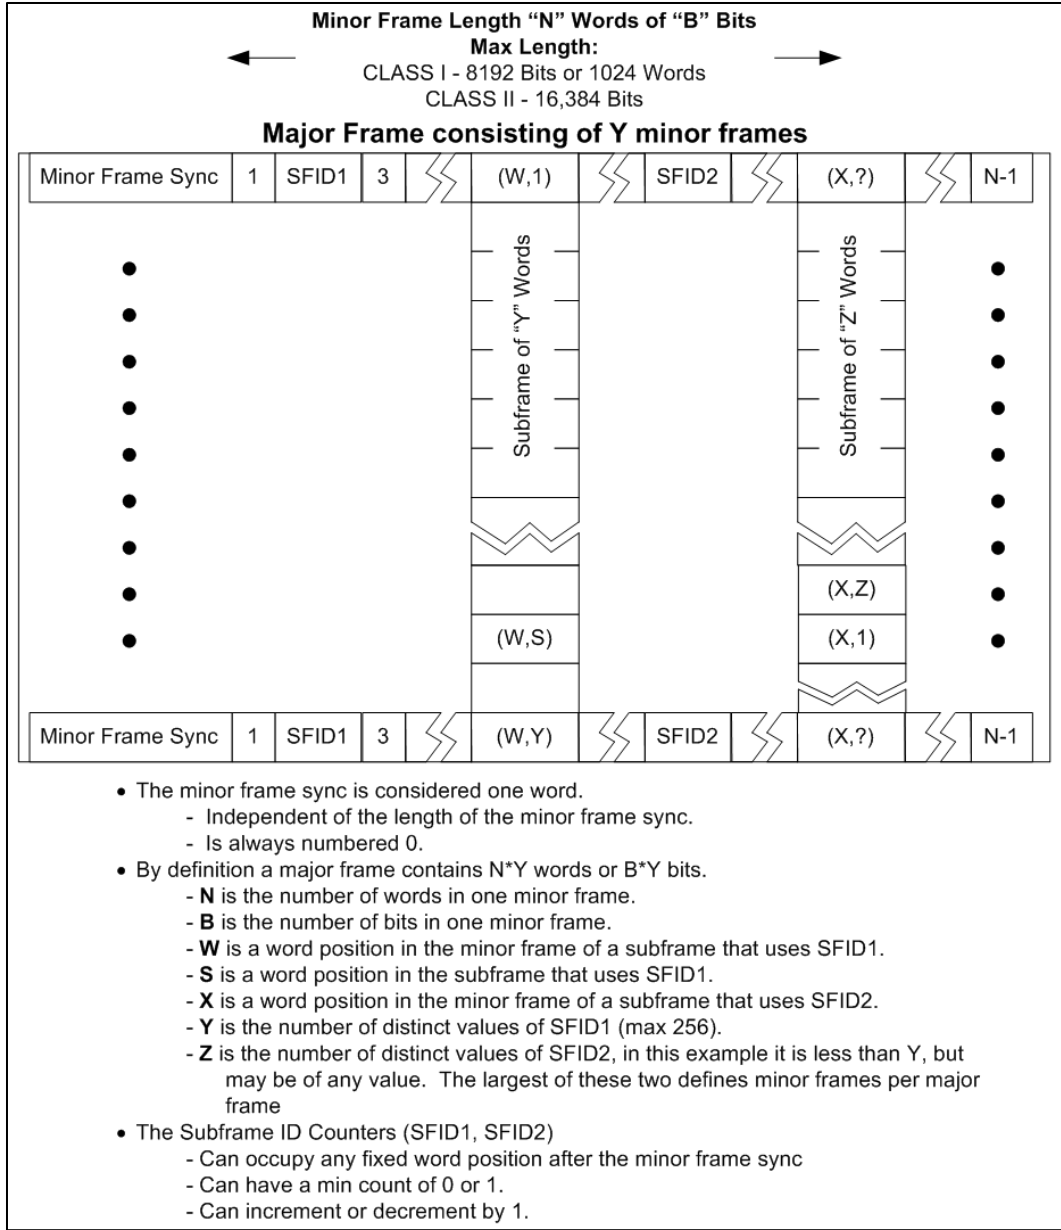 Minor Frame Length “N” Words of “B” Bits
Max Length:
CLASS I - 8192 Bits or 1024 Words
CLASS II - 16,384 Bits
Major Frame consisting of Y minor frames
Minor Frame Sync 1 SFID1 3 (W,1) SFID2 (X,?) N-1
Subframe of “Y” Words
Subframe of “Z” Words
(X,Z)
(W,S) (X,1)
Minor Frame Sync 1 SFID1 3 (W,Y) SFID2 (X,?) N-1
• The minor frame sync is considered one word.
- Independent of the length of the minor frame sync.
- Is always numbered 0.
• By definition a major frame contains N*Y words or B*Y bits.
- N is the number of words in one minor frame.
- B is the number of bits in one minor frame.
- W is a word position in the minor frame of a subframe that uses SFID1.
- S is a word position in the subframe that uses SFID1.
- X is a word position in the minor frame of a subframe that uses SFID2.
- Y is the number of distinct values of SFID1 (max 256).
- Z is the number of distinct values of SFID2, in this example it is less than Y, but
may be of any value. The largest of these two defines minor frames per major
frame
• The Subframe ID Counters (SFID1, SFID2)
- Can occupy any fixed word position after the minor frame sync
- Can have a min count of 0 or 1.
- Can increment or decrement by 1.